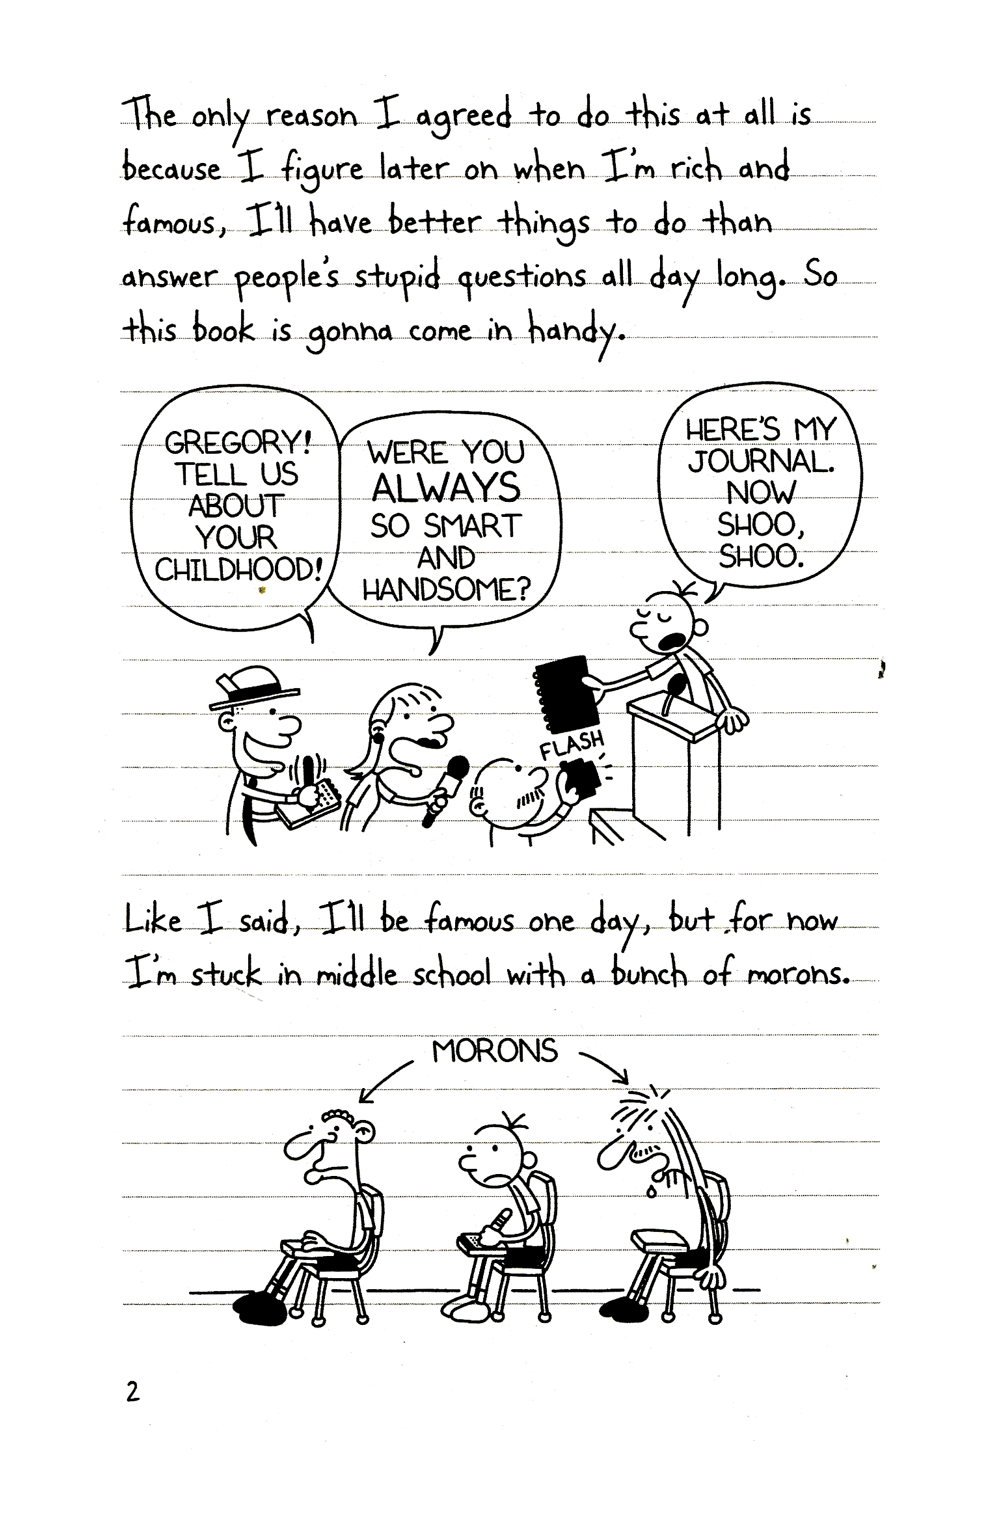 The only reason I agreed to do this at all is
because I figure later on when I'm rich and
famous, I'll have better things to do than
answer people's stupid questions all day long. So
this book is gonna come in handy.
GREGORY!
TELL US
ABOUT
YOUR
CHILDHOOD!
WERE YOU
ALWAYS
SO SMART
AND
HANDSOME?
HERE'S MY
JOURNAL.
NOW
SHOO,
SHOO.
FLASH
Like I said, I'll be famous one day, but for now
I'm stuck in middle school with a bunch of morons.
MORONS
2